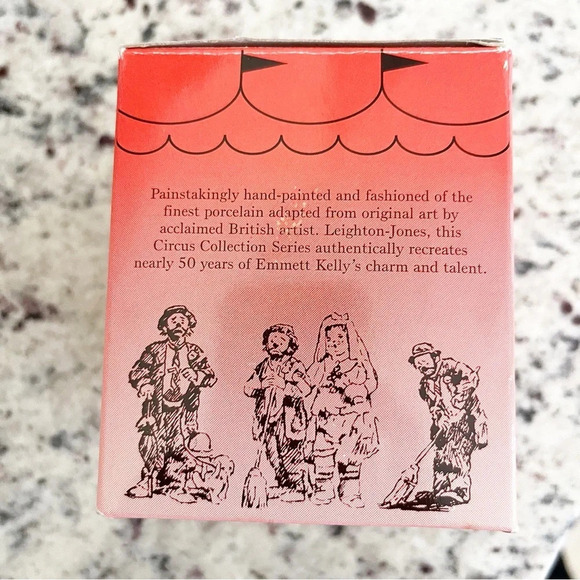 Painstakingly hand-painted and fashioned of the
finest porcelain adapted from original art by
acclaimed British artist. Leighton-Jones, this
Circus Collection Series authentically recreates
nearly 50 years of Emmett Kelly's charm and talent.